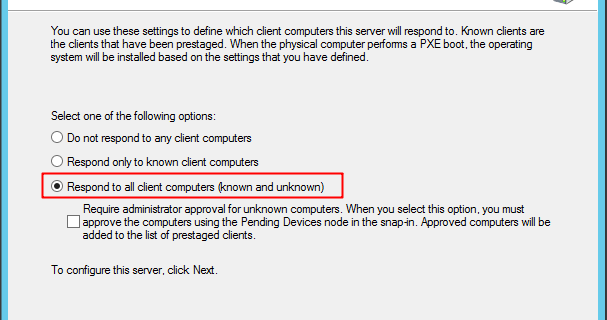 You can use these settings to define which client computers this server will respond to. Known clients are
the clients that have been prestaged. When the physical computer performs a PXE boot, the operating
system will be installed based on the settings that you have defined.
Select one of the following options:
Do not respond to any client computers
Respond only to known client computers
Respond to all client computers (known and unknown)
Require administrator approval for unknown computers. When you select this option, you must
approve the computers using the Pending Devices node in the snap-in. Approved computers will be
added to the list of prestaged clients.
To configure this server, click Next.